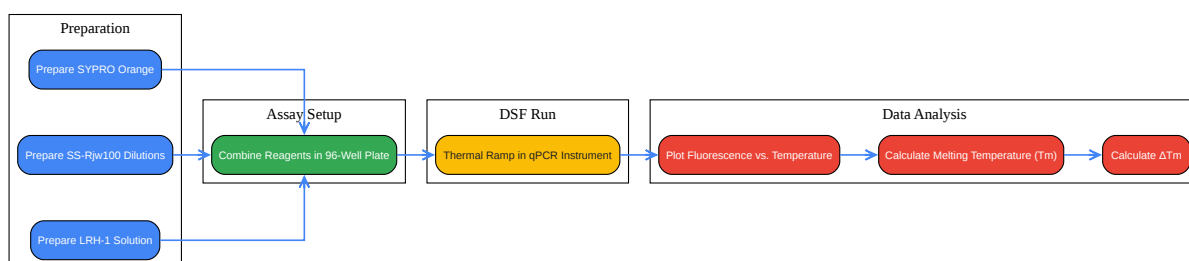 Preparation
Prepare SYPRO Orange
Prepare SS-Rjw100 Dilutions
Prepare LRH-1 Solution
Assay Setup
Combine Reagents in 96-Well Plate
DSF Run
Thermal Ramp in qPCR Instrument
Data Analysis
Plot Fluorescence vs. Temperature
Calculate Melting Temperature (Tm)
Calculate ΔTm